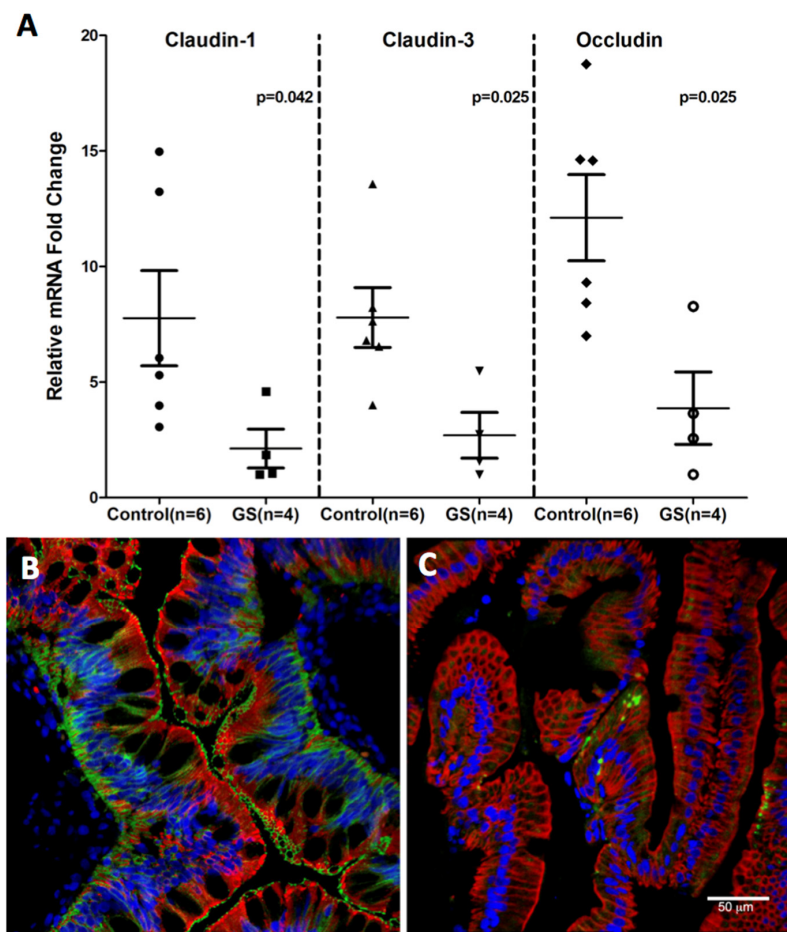 A
Claudin-1 Claudin-3 Occludin
p=0.042 p=0.025 p=0.025
Relative mRNA Fold Change
20
15
10
5
0
Control(n=6) GS(n=4) Control(n=6) GS(n=4) Control(n=6) GS(n=4)
B C
50 µm